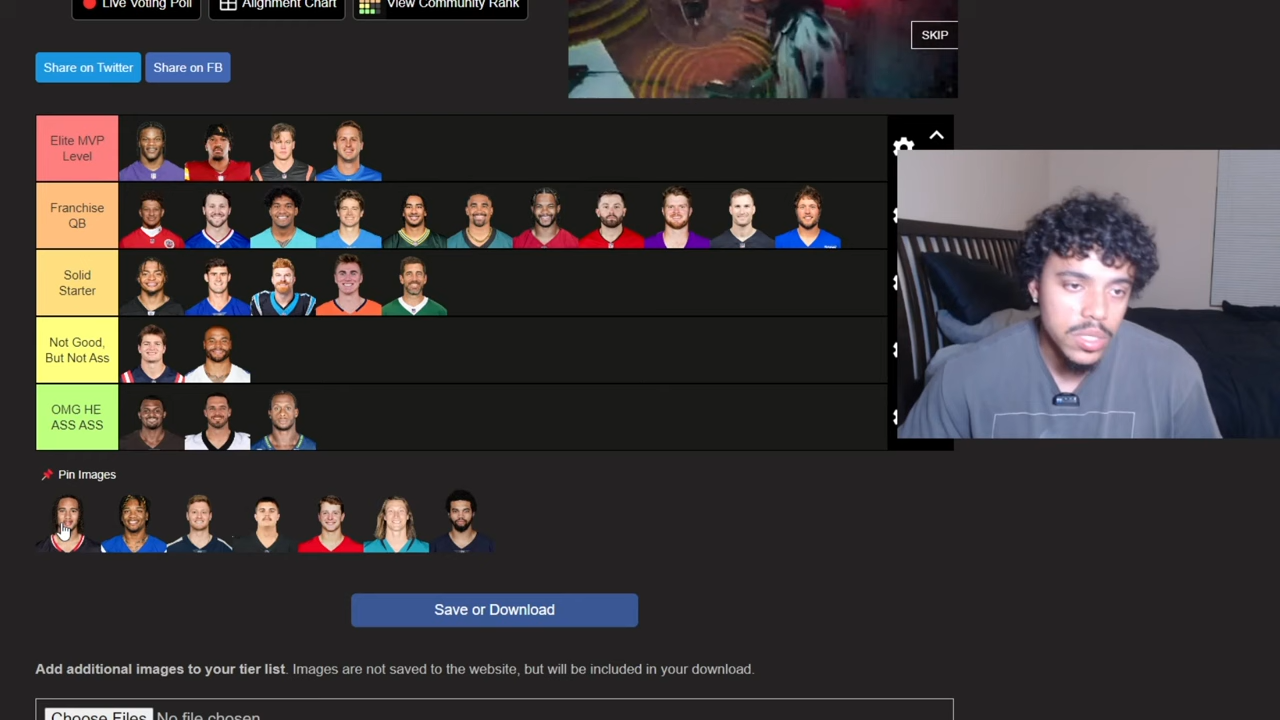 Live Voting Poll
Alignment Chart
View Community Rank
SKIP
Share on Twitter
Share on FB
Elite MVP
Level
Franchise
QB
Solid
Starter
Not Good,
But Not Ass
OMG HE
ASS ASS
Pin Images
Save or Download
Add additional images to your tier list. Images are not saved to the website, but will be included in your download.
Choose Files No file chosen